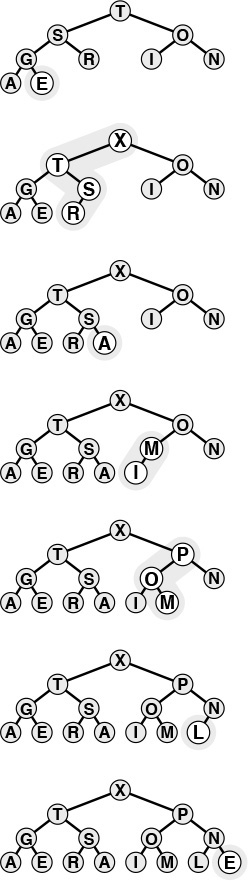 T
S O
G R I N
A E
X
T O
G S I N
A E R
X
T O
G S I N
A E R A
X
T O
G S M N
A E R A I
X
T P
G S O N
A E R A I M
X
T P
G S O N
A E R A I M L
X
T P
G S O N
A E R A I M L E